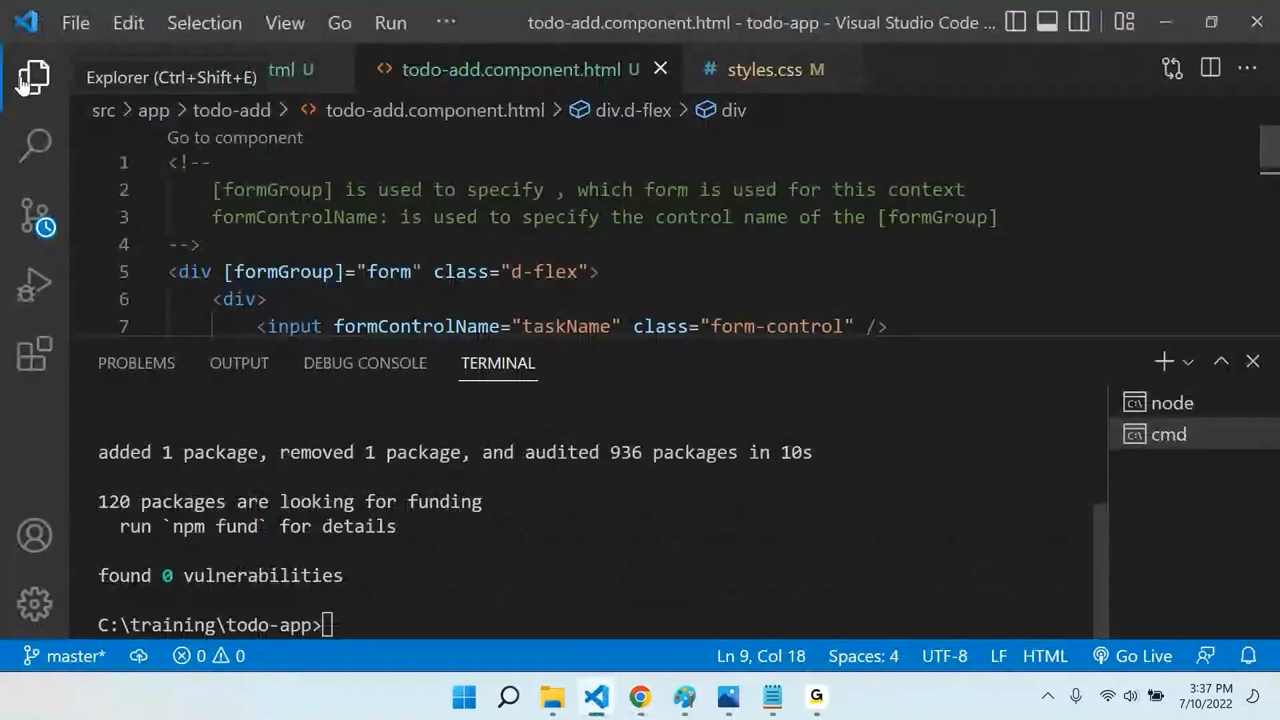 File Edit Selection View Go Run ··· todo-add.component.html - todo-app - Visual Studio Code ...
Explorer (Ctrl+Shift+E) tml U <> todo-add.component.html U # styles.css M ···
src > app > todo-add > <> todo-add.component.html > div.d-flex > div
Go to component
1 <!--
2 [formGroup] is used to specify , which form is used for this context
3 formControlName: is used to specify the control name of the [formGroup]
4 -->
5 <div [formGroup]="form" class="d-flex">
6 <div>
7 <input formControlName="taskName" class="form-control" />
PROBLEMS OUTPUT DEBUG CONSOLE TERMINAL
node
cmd
added 1 package, removed 1 package, and audited 936 packages in 10s
120 packages are looking for funding
run `npm fund` for details
found 0 vulnerabilities
C:\training\todo-app>
master* 0 0 Ln 9, Col 18 Spaces: 4 UTF-8 LF HTML Go Live
G 3:37 PM
7/10/2022